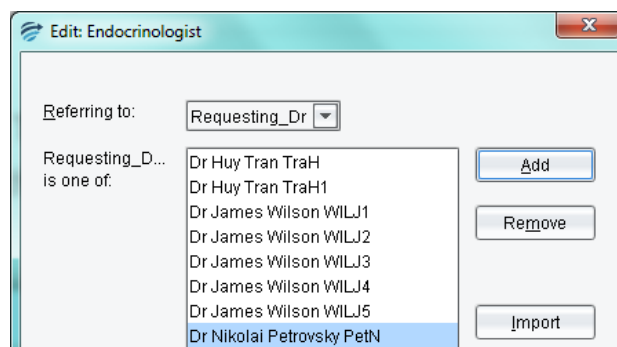 Edit: Endocrinologist
Referring to:
Requesting_Dr
Requesting_D...
is one of:
Dr Huy Tran TraH
Dr Huy Tran TraH1
Dr James Wilson WILJ1
Dr James Wilson WILJ2
Dr James Wilson WILJ3
Dr James Wilson WILJ4
Dr James Wilson WILJ5
Dr Nikolai Petrovsky PetN
Add
Remove
Import